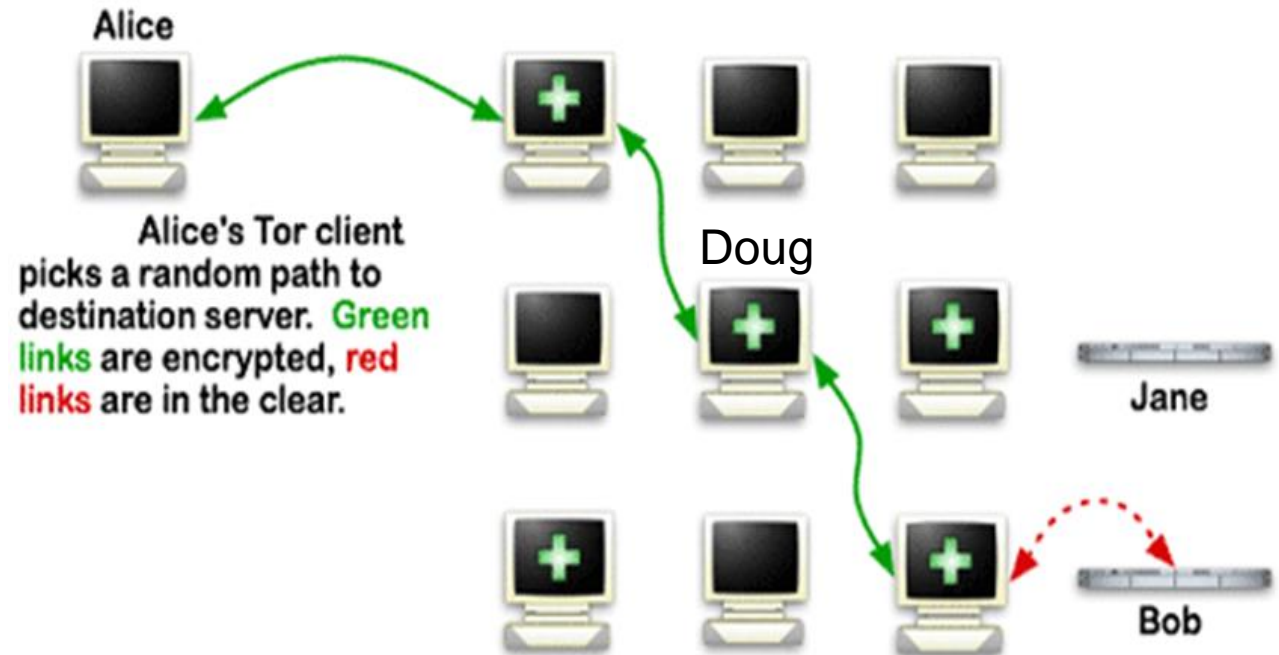 Alice
Alice's Tor client
picks a random path to
destination server. Green
links are encrypted, red
links are in the clear.
Doug
Jane
Bob